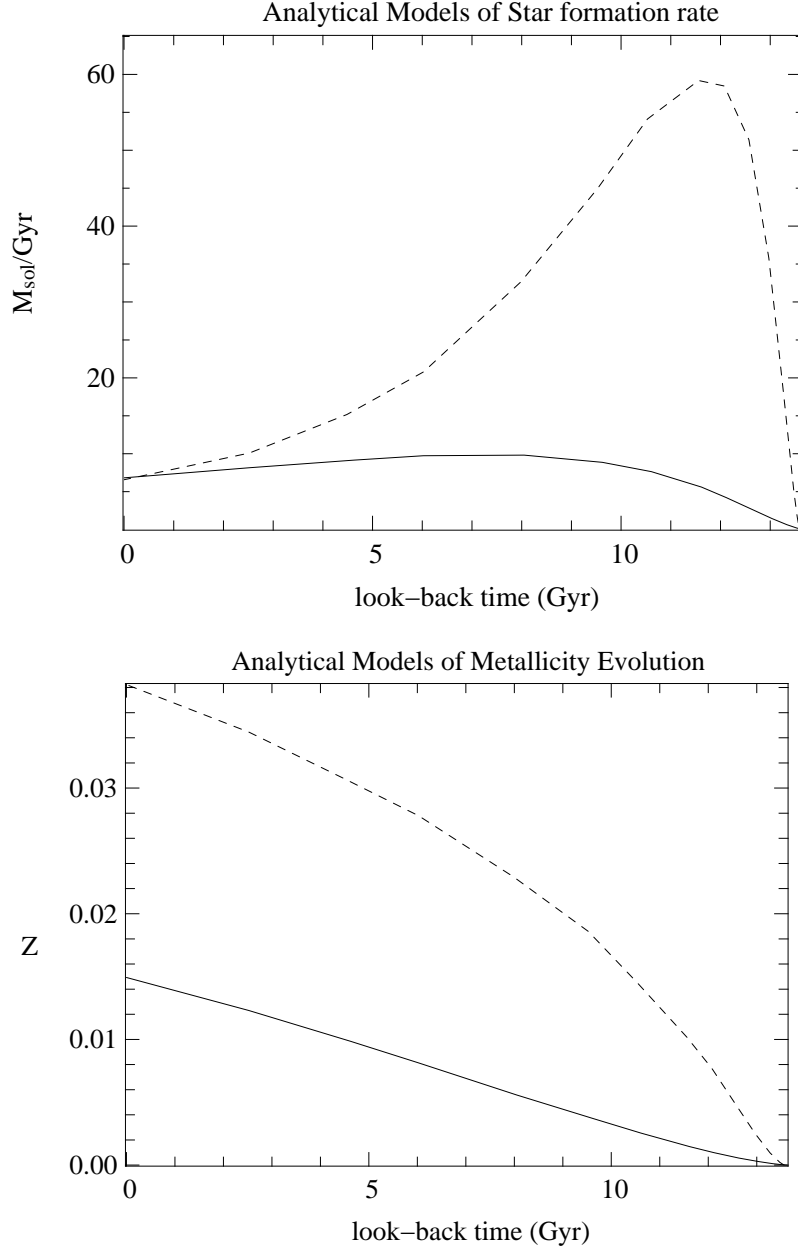 Analytical Models of Star formation rate
60
40
20
M_sol/Gyr
0 5 10
look−back time (Gyr)
Analytical Models of Metallicity Evolution
0.03
0.02
Z
0.01
0.00
0 5 10
look−back time (Gyr)